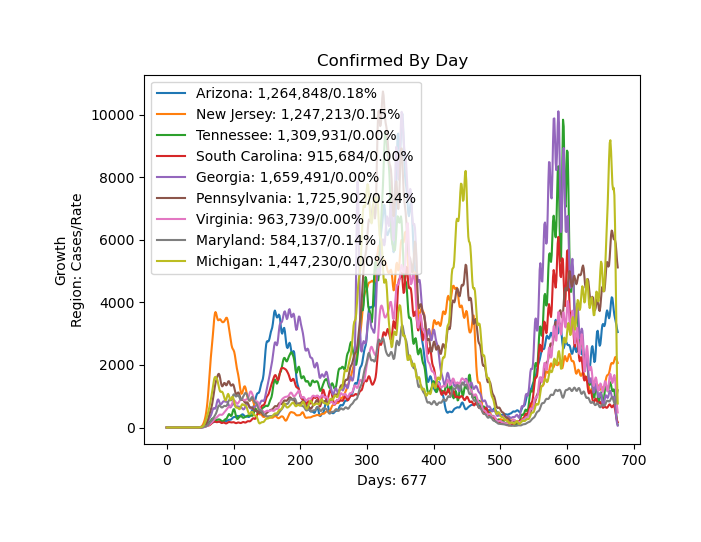 Confirmed By Day
Arizona: 1,264,848/0.18%
New Jersey: 1,247,213/0.15%
Tennessee: 1,309,931/0.00%
South Carolina: 915,684/0.00%
Georgia: 1,659,491/0.00%
Pennsylvania: 1,725,902/0.24%
Virginia: 963,739/0.00%
Maryland: 584,137/0.14%
Michigan: 1,447,230/0.00%
10000
8000
6000
4000
2000
0
Growth
Region: Cases/Rate
0 100 200 300 400 500 600 700
Days: 677